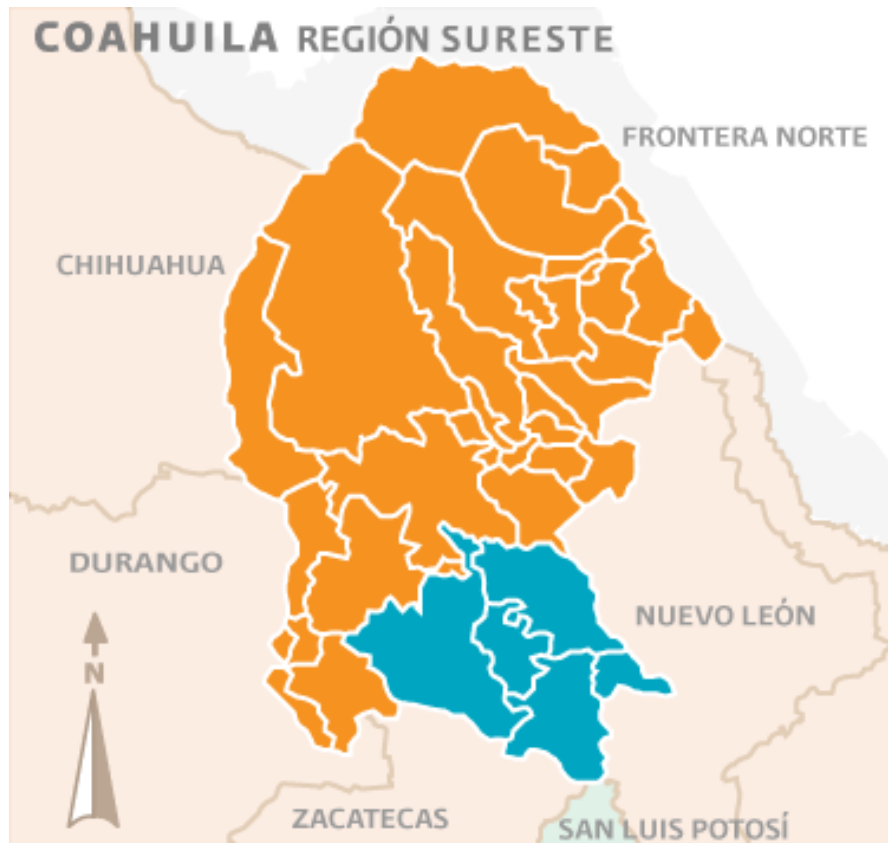 COAHUILA REGIÓN SURESTE
FRONTERA NORTE
CHIHUAHUA
DURANGO
NUEVO LEÓN
N
ZACATECAS
SAN LUIS POTOSÍ